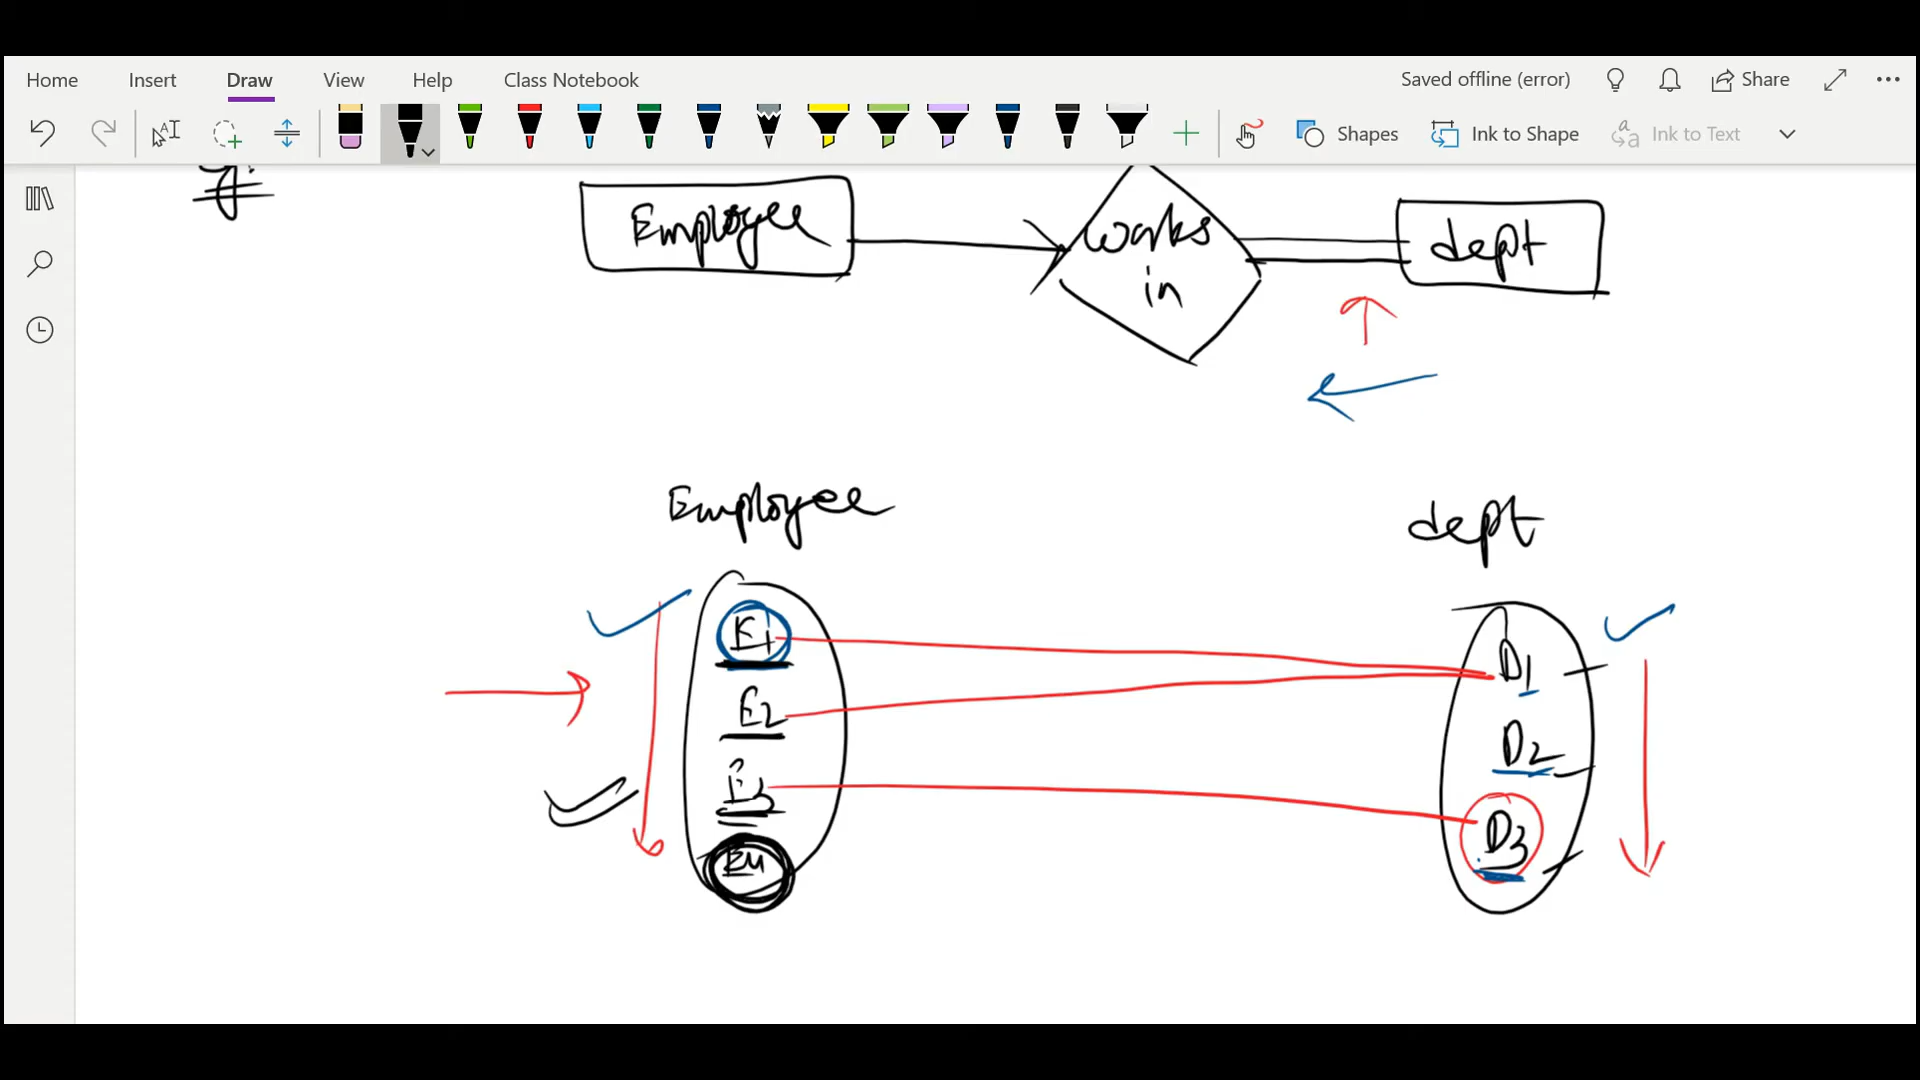 Home Insert Draw View Help Class Notebook Saved offline (error) Share
Shapes Ink to Shape Ink to Text
Employee works in dept
Employee dept
E1 D1
E2 D2
E3 D3
E4